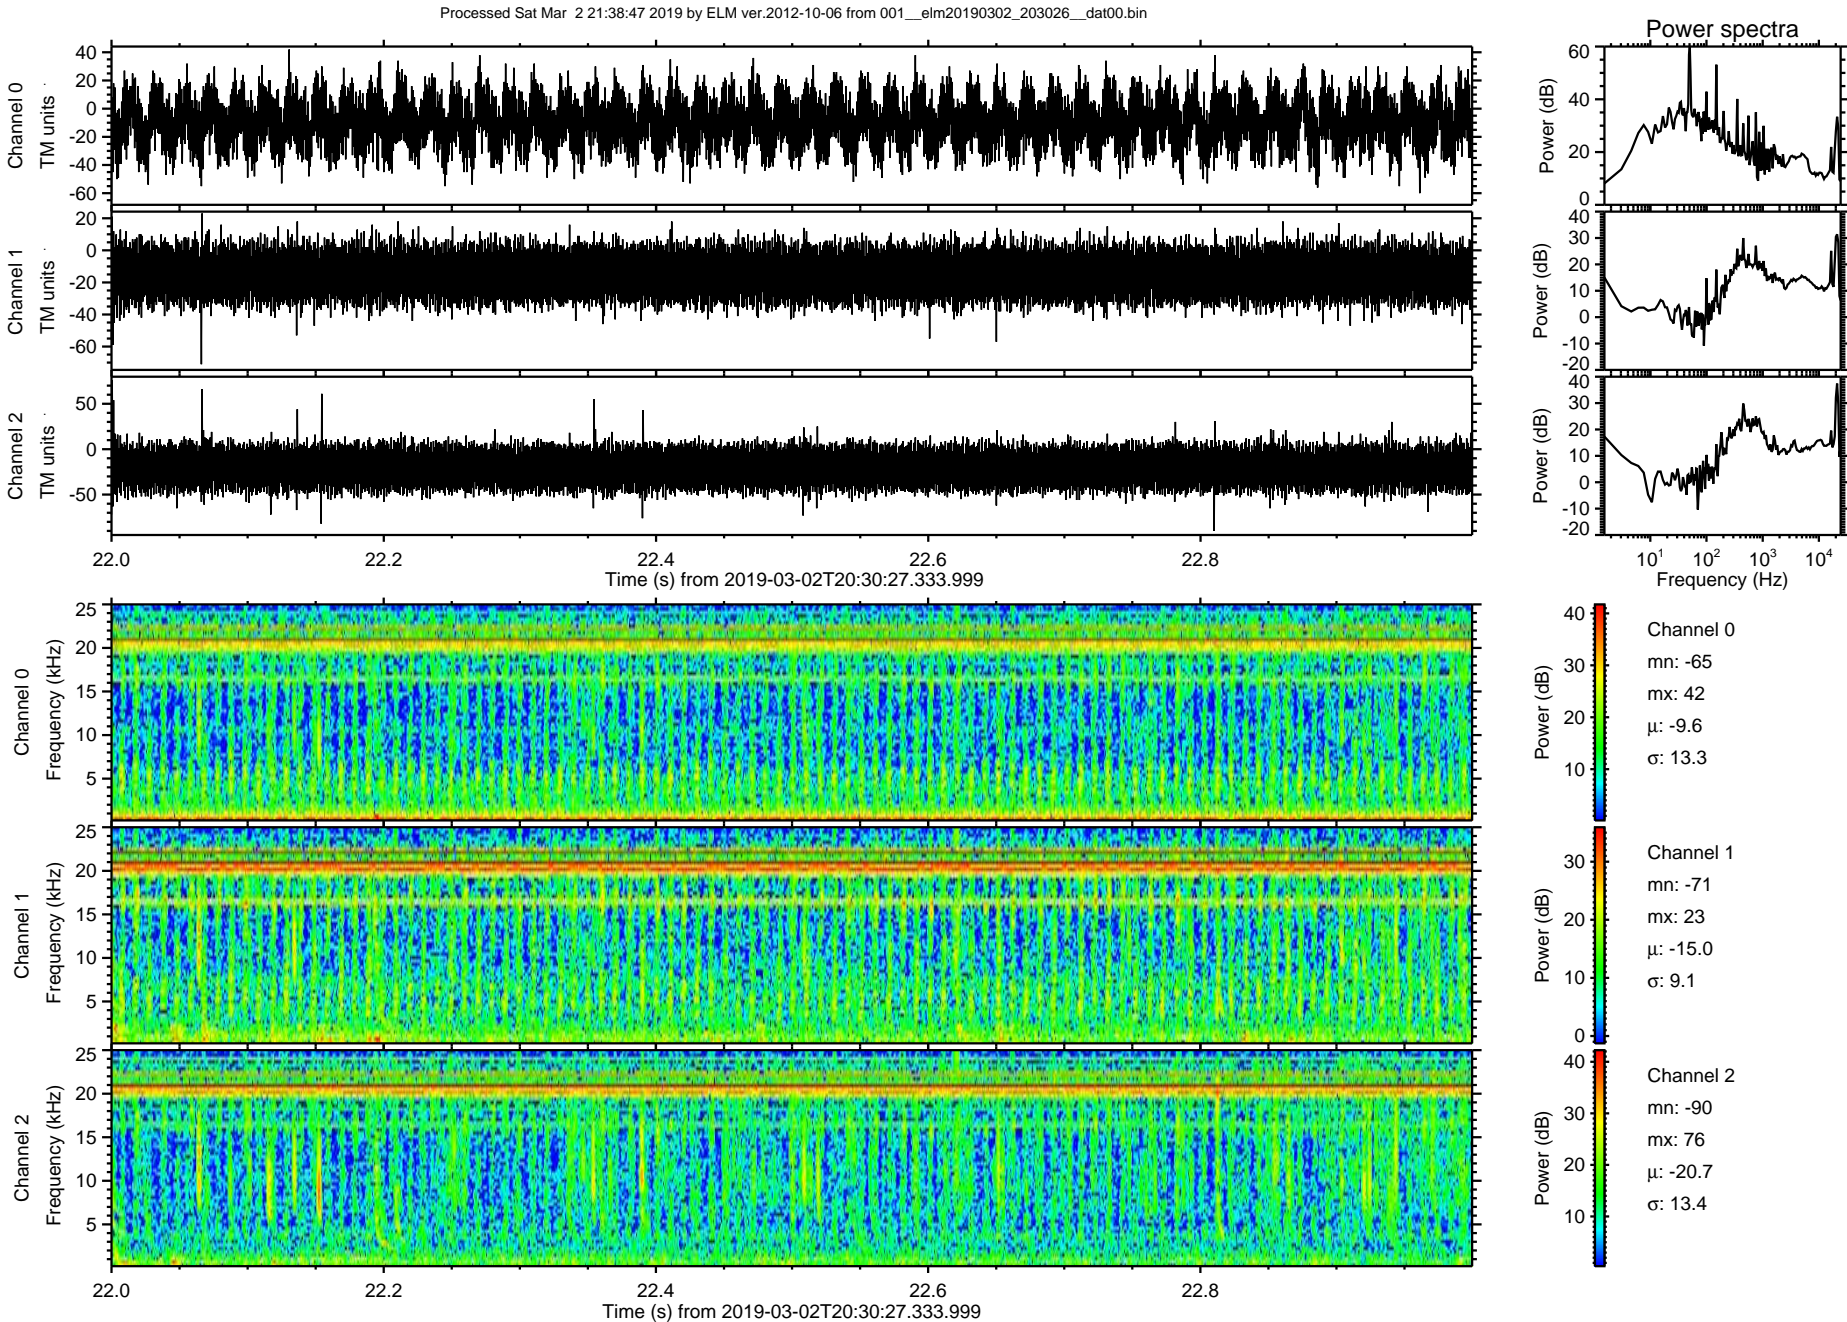 Processed Sat Mar  2 21:38:47 2019 by ELM ver.2012-10-06 from 001__elm20190302_203026__dat00.bin
Power spectra
Channel 0
TM units
40
20
0
-20
-40
-60
Power (dB)
60
40
20
0
Channel 1
TM units
20
0
-20
-40
-60
Power (dB)
40
30
20
10
0
-10
-20
Channel 2
TM units
50
0
-50
Power (dB)
40
30
20
10
0
-10
-20
22.0 22.2 22.4 22.6 22.8
Time (s) from 2019-03-02T20:30:27.333.999
10¹ 10² 10³ 10⁴
Frequency (Hz)
Channel 0
Frequency (kHz)
25
20
15
10
5
Power (dB)
40
30
20
10
Channel 0
mn: -65
mx: 42
μ: -9.6
σ: 13.3
Channel 1
Frequency (kHz)
25
20
15
10
5
Power (dB)
30
20
10
0
Channel 1
mn: -71
mx: 23
μ: -15.0
σ: 9.1
Channel 2
Frequency (kHz)
25
20
15
10
5
Power (dB)
40
30
20
10
Channel 2
mn: -90
mx: 76
μ: -20.7
σ: 13.4
22.0 22.2 22.4 22.6 22.8
Time (s) from 2019-03-02T20:30:27.333.999